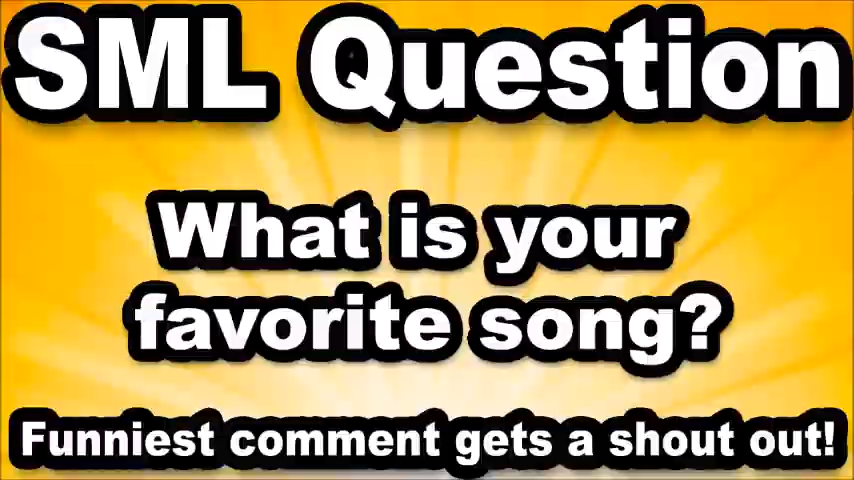 SML Question
What is your
favorite song?
Funniest comment gets a shout out!